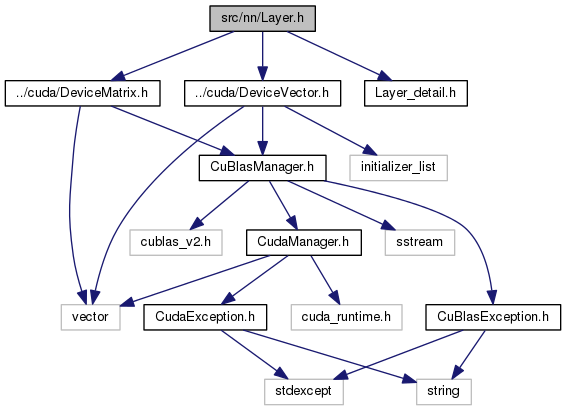 src/nn/Layer.h
../cuda/DeviceMatrix.h
../cuda/DeviceVector.h
Layer_detail.h
CuBlasManager.h
initializer_list
cublas_v2.h
CudaManager.h
sstream
vector
CudaException.h
cuda_runtime.h
CuBlasException.h
stdexcept
string